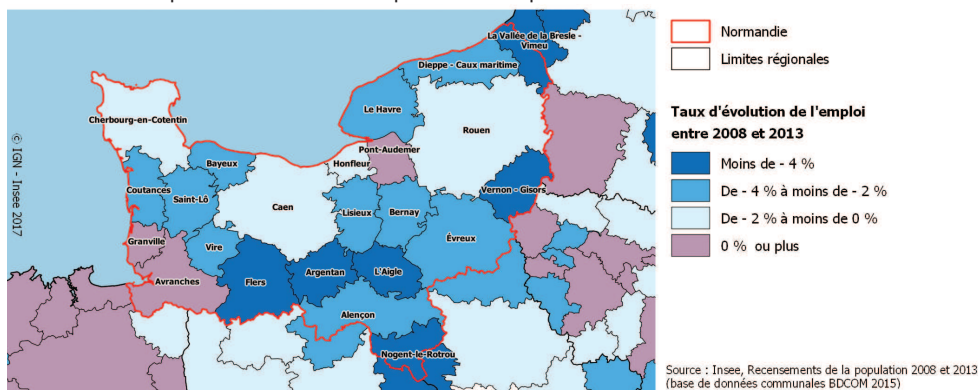 La Vallée de la Bresle -
Vimeu
Dieppe - Caux maritime
Le Havre
Cherbourg-en-Cotentin
Rouen
Pont-Audemer
Honfleur
Bayeux
Coutances
Saint-Lô
Caen
Lisieux
Bernay
Vernon - Gisors
Évreux
Granville
Vire
Avranches
Flers
Argentan
L'Aigle
Alençon
Nogent-le-Rotrou
© IGN - Insee 2017
Normandie
Limites régionales
Taux d'évolution de l'emploi
entre 2008 et 2013
Moins de - 4 %
De - 4 % à moins de - 2 %
De - 2 % à moins de 0 %
0 % ou plus
Source : Insee, Recensements de la population 2008 et 2013
(base de données communales BDCOM 2015)